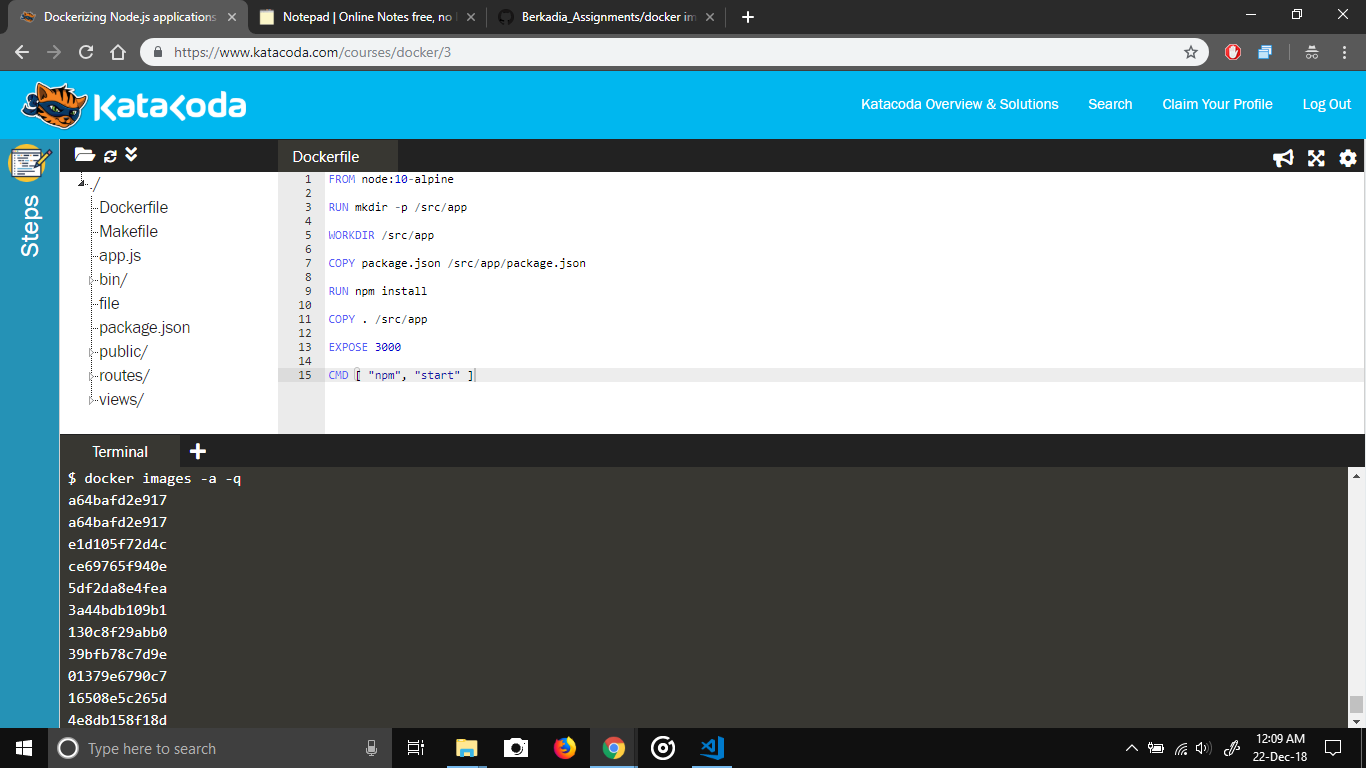 Dockerizing Node.js applications
Notepad | Online Notes free, no
Berkadia_Assignments/docker im
https://www.katacoda.com/courses/docker/3
KataKoda
Katacoda Overview & Solutions
Search
Claim Your Profile
Log Out
Steps
./
Dockerfile
Makefile
app.js
bin/
file
package.json
public/
routes/
views/
Dockerfile
1 FROM node:10-alpine
2
3 RUN mkdir -p /src/app
4
5 WORKDIR /src/app
6
7 COPY package.json /src/app/package.json
8
9 RUN npm install
10
11 COPY . /src/app
12
13 EXPOSE 3000
14
15 CMD [ "npm", "start" ]
Terminal
$ docker images -a -q
a64bafd2e917
a64bafd2e917
e1d105f72d4c
ce69765f940e
5df2da8e4fea
3a44bdb109b1
130c8f29abb0
39bfb78c7d9e
01379e6790c7
16508e5c265d
4e8db158f18d
Type here to search
12:09 AM
22-Dec-18